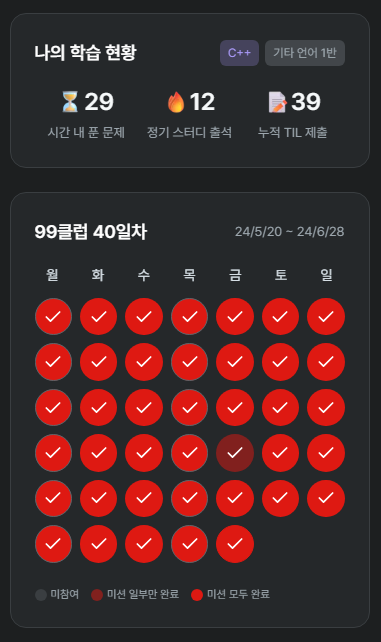 나의 학습 현황 C++ 기타 언어 1반
29 12 39
시간 내 푼 문제 정기 스터디 출석 누적 TIL 제출
99클럽 40일차 24/5/20 ~ 24/6/28
월 화 수 목 금 토 일
미참여 미션 일부만 완료 미션 모두 완료